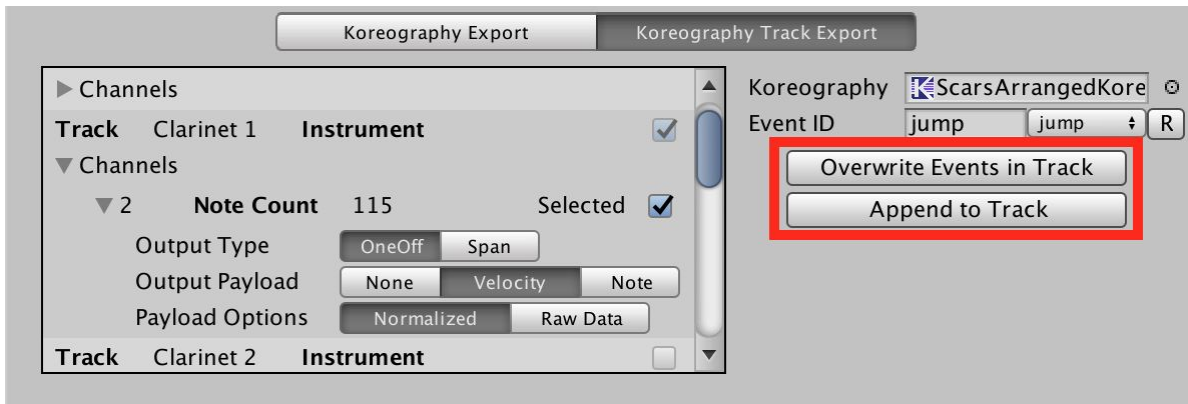 Koreography Export Koreography Track Export
Channels
Track Clarinet 1 Instrument
Channels
2 Note Count 115 Selected
Output Type OneOff Span
Output Payload None Velocity Note
Payload Options Normalized Raw Data
Track Clarinet 2 Instrument
Koreography ScarsArrangedKore
Event ID jump jump R
Overwrite Events in Track
Append to Track